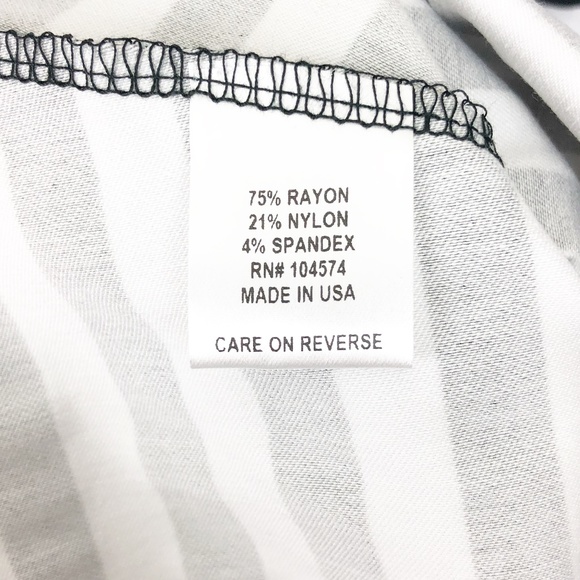 75% RAYON
21% NYLON
4% SPANDEX
RN# 104574
MADE IN USA
CARE ON REVERSE